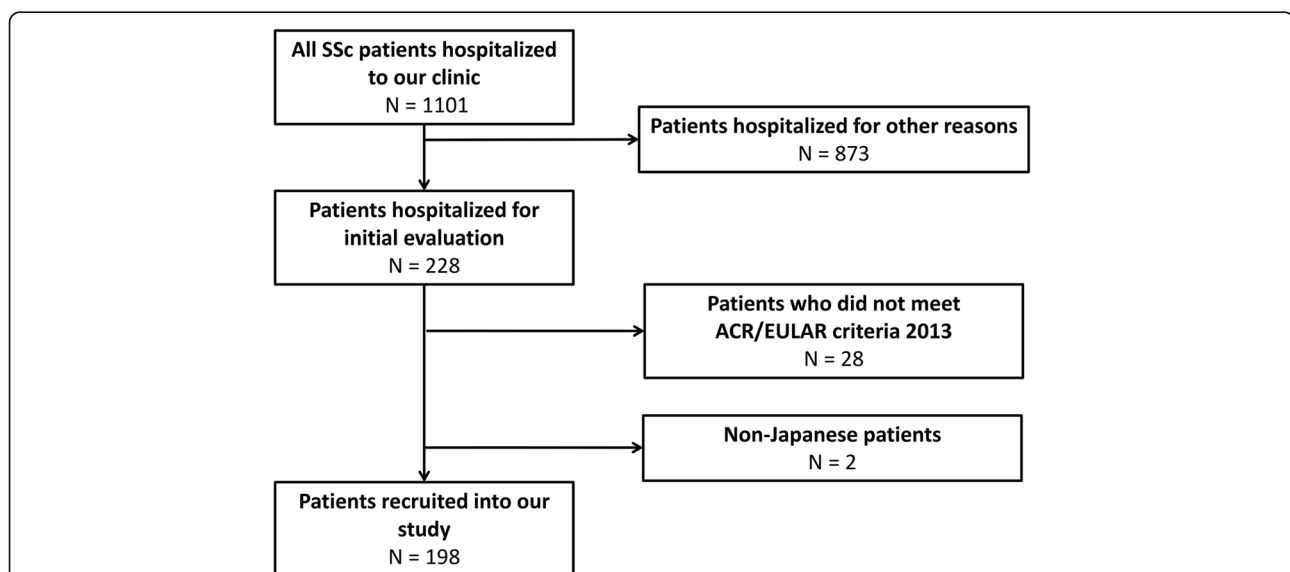 All SSc patients hospitalized
to our clinic
N = 1101
Patients hospitalized for other reasons
N = 873
Patients hospitalized for
initial evaluation
N = 228
Patients who did not meet
ACR/EULAR criteria 2013
N = 28
Non-Japanese patients
N = 2
Patients recruited into our
study
N = 198